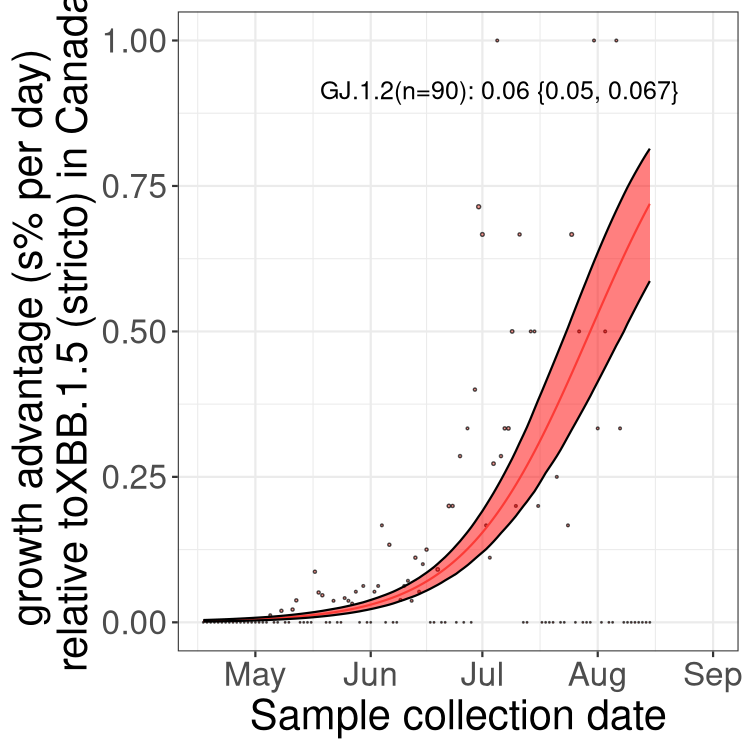 growth advantage (s% per day)
relative toXBB.1.5 (stricto) in Canada
1.00
0.75
0.50
0.25
0.00
GJ.1.2(n=90): 0.06 {0.05, 0.067}
May Jun Jul Aug Sep
Sample collection date